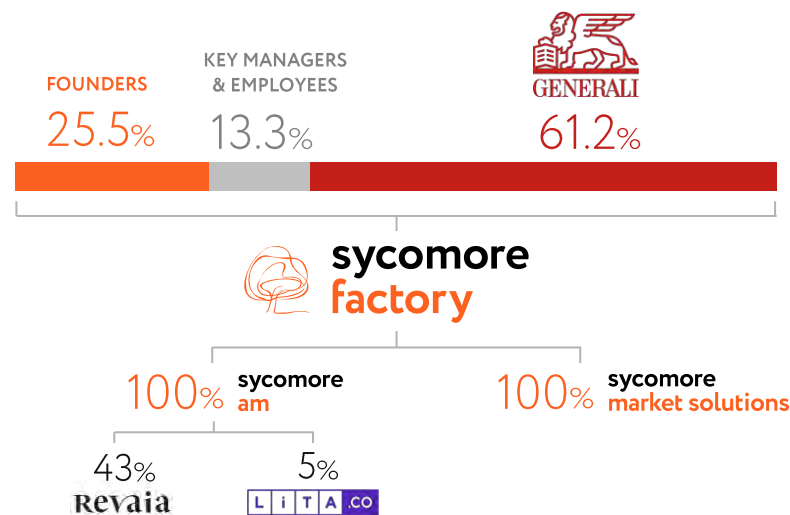 FOUNDERS
25.5%
KEY MANAGERS
& EMPLOYEES
13.3%
GENERALI
61.2%
sycomore
factory
100%
sycomore
am
100%
sycomore
market solutions
43%
Revaia
5%
LiTA.CO